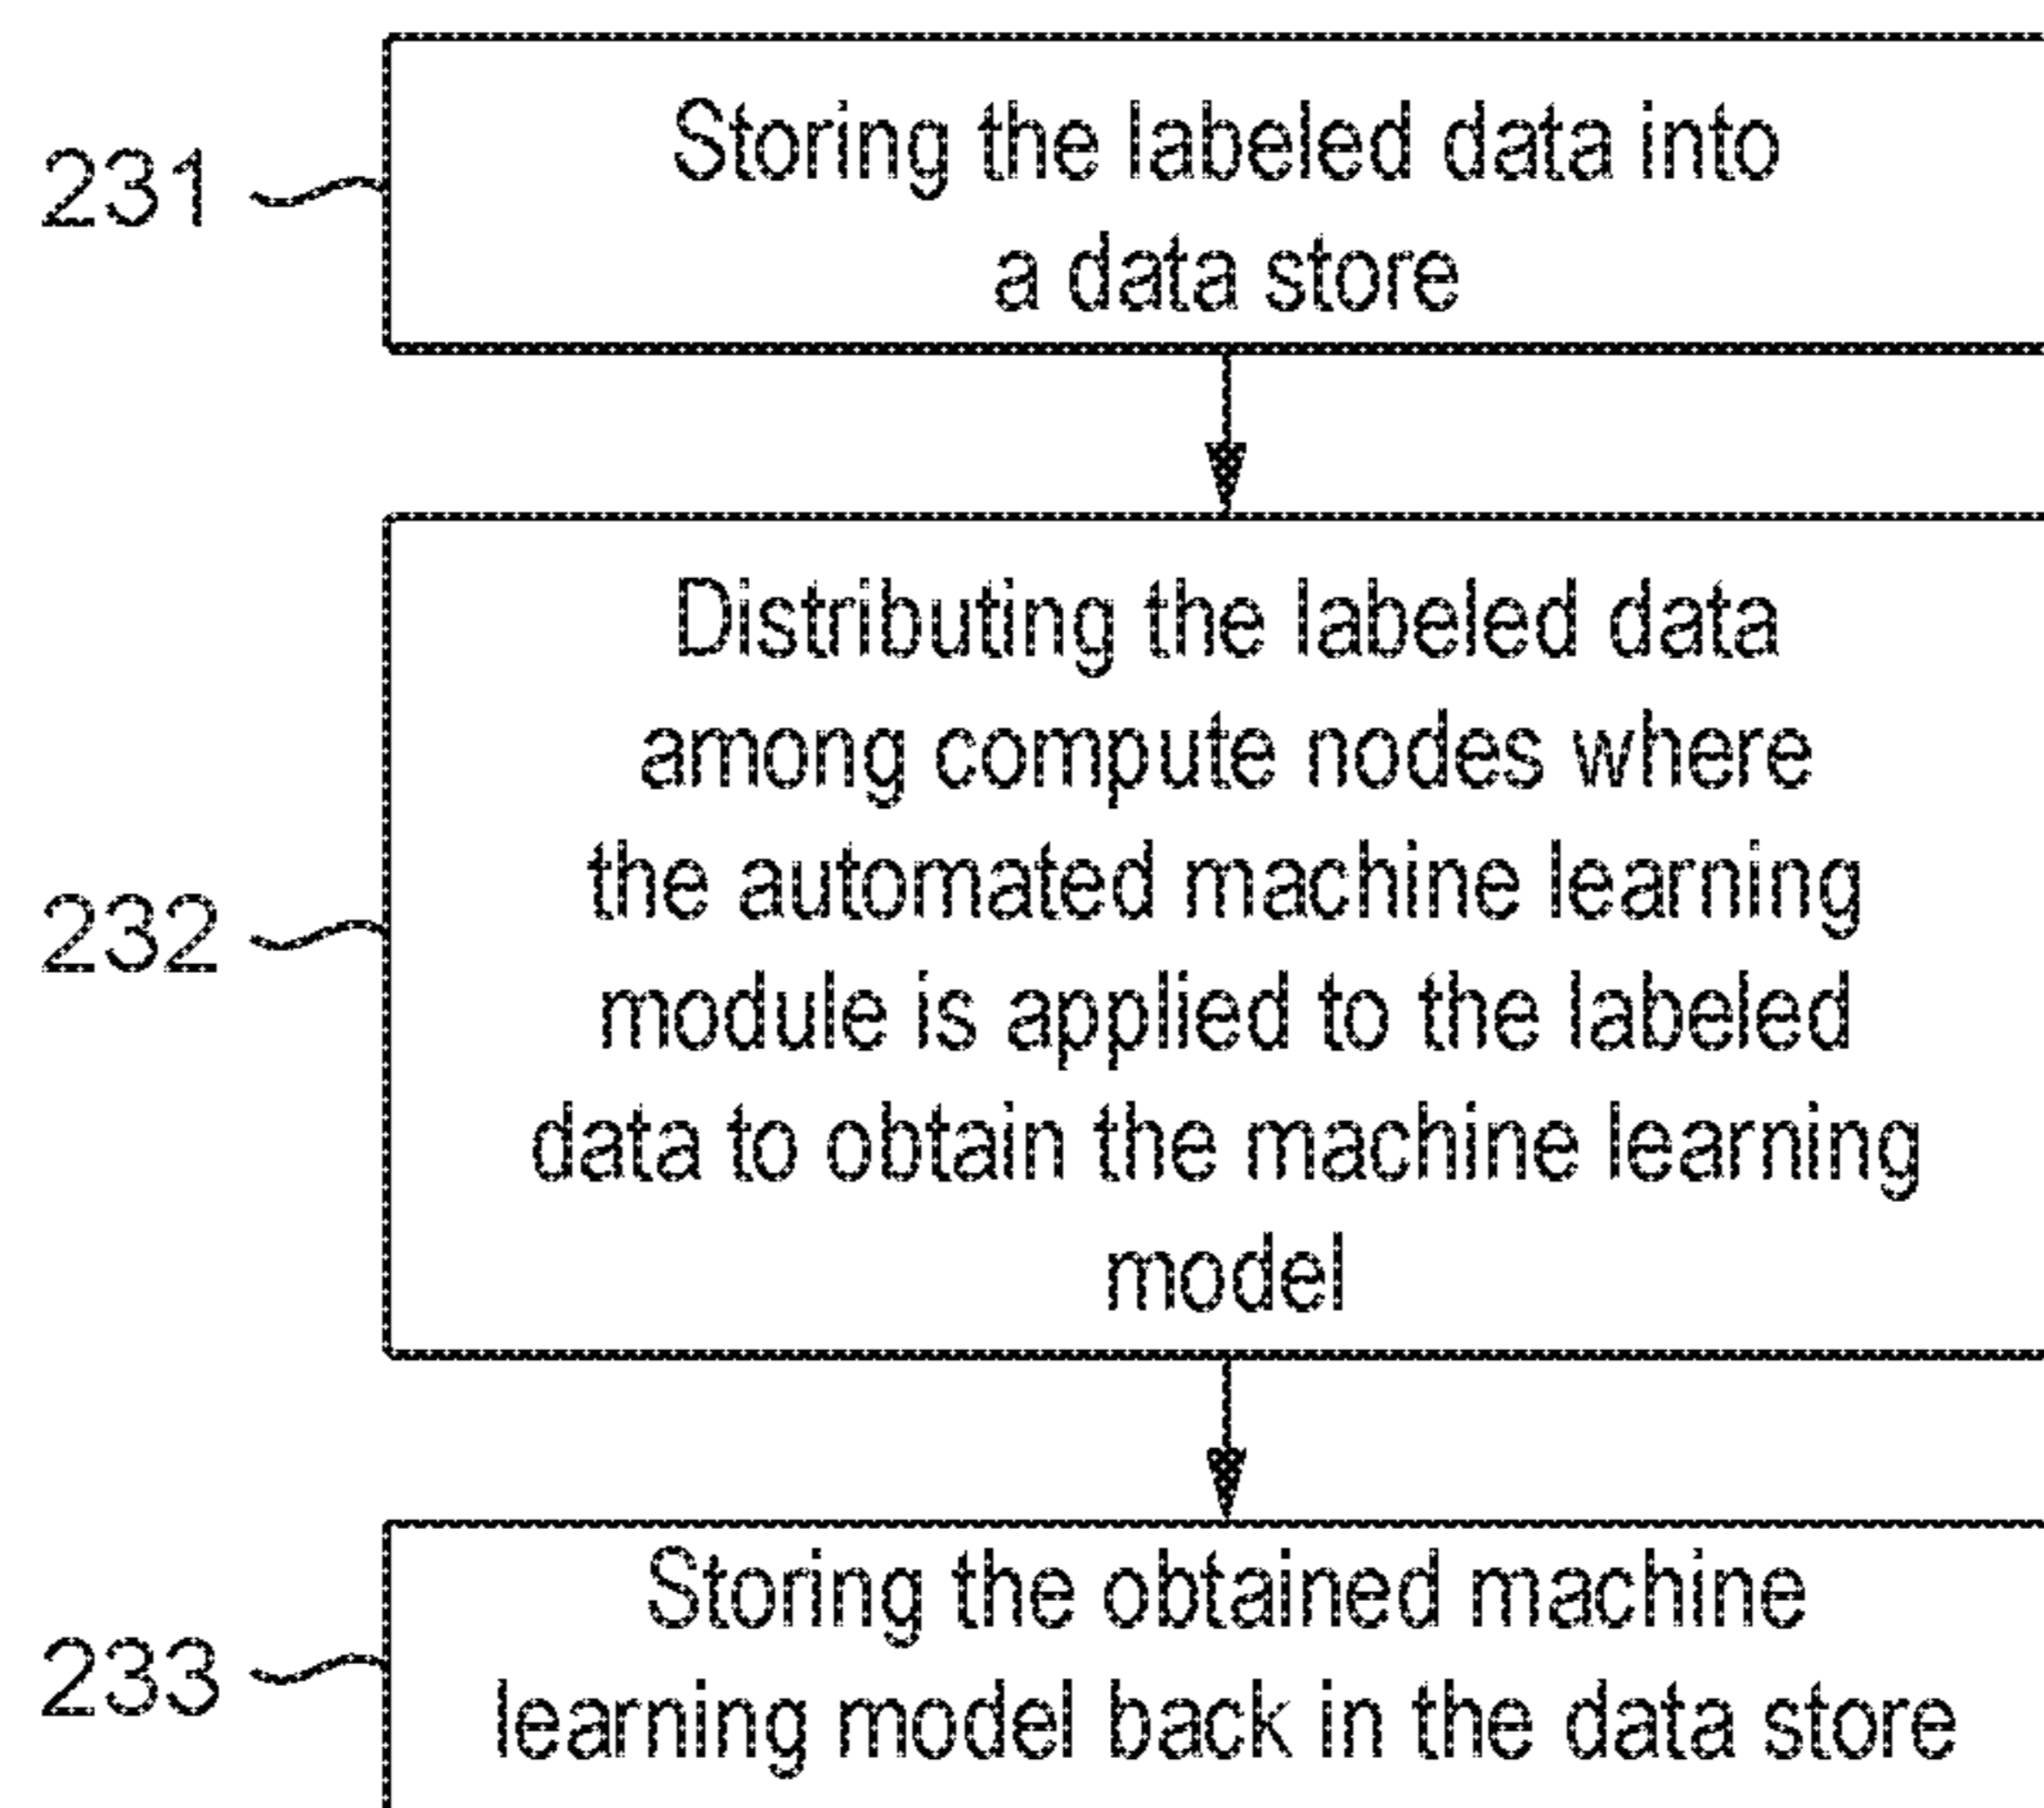 231
Storing the labeled data into
a data store
232
Distributing the labeled data
among compute nodes where
the automated machine learning
module is applied to the labeled
data to obtain the machine learning
model
233
Storing the obtained machine
learning model back in the data store